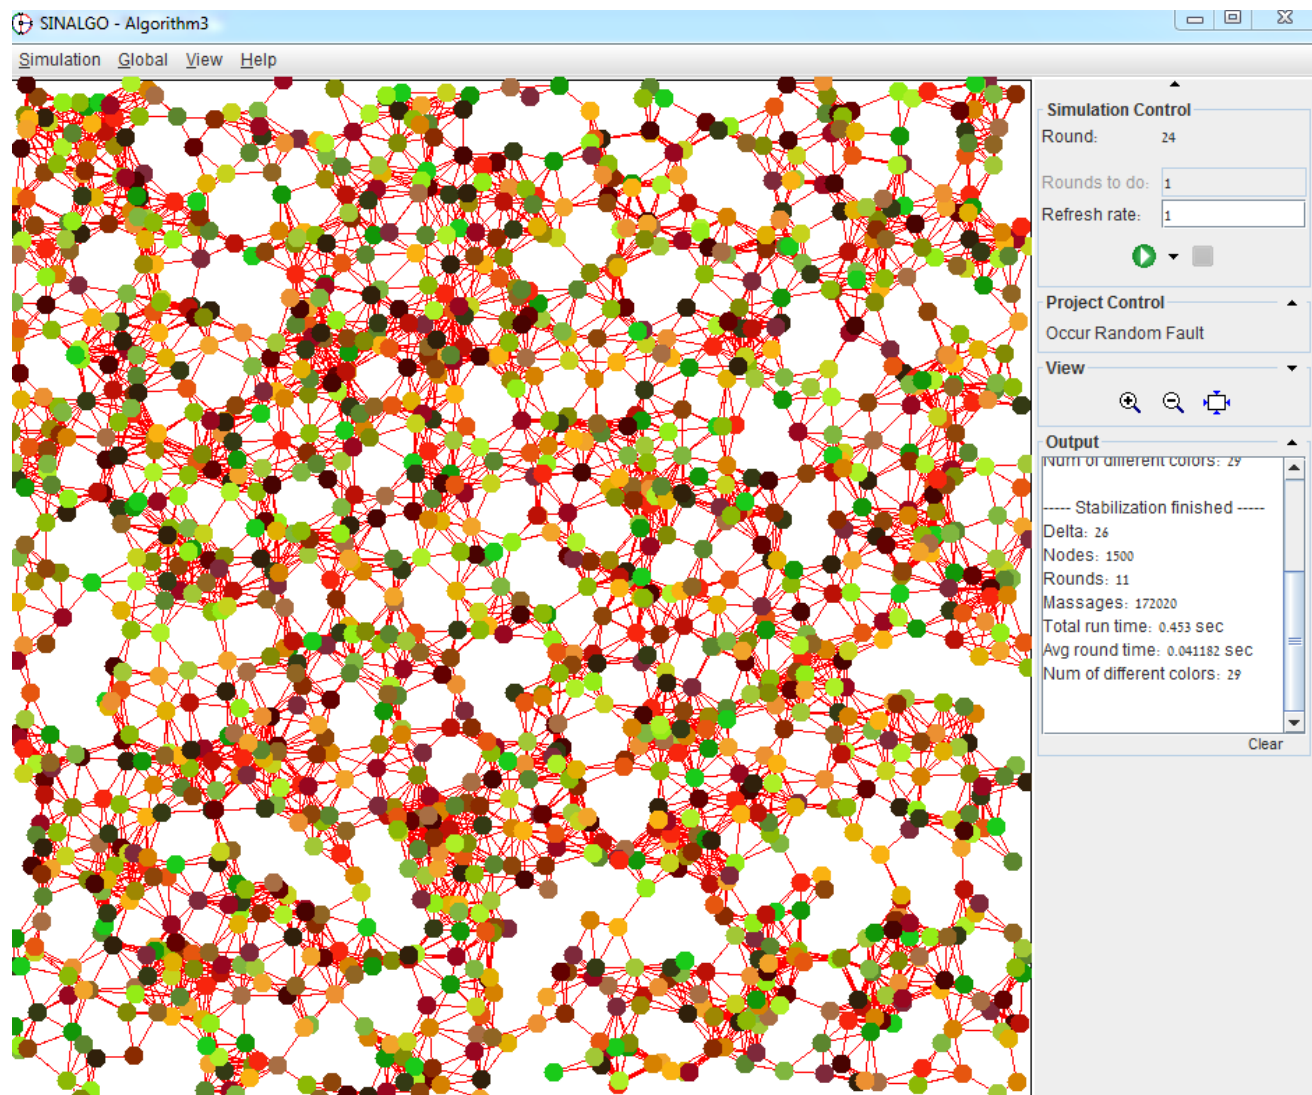 SINALGO - Algorithm3
Simulation Global View Help
Simulation Control
Round: 24
Rounds to do: 1
Refresh rate: 1
Project Control
Occur Random Fault
View
Output
Num of different colors: 29
----- Stabilization finished -----
Delta: 26
Nodes: 1500
Rounds: 11
Massages: 172020
Total run time: 0.453 sec
Avg round time: 0.041182 sec
Num of different colors: 29
Clear